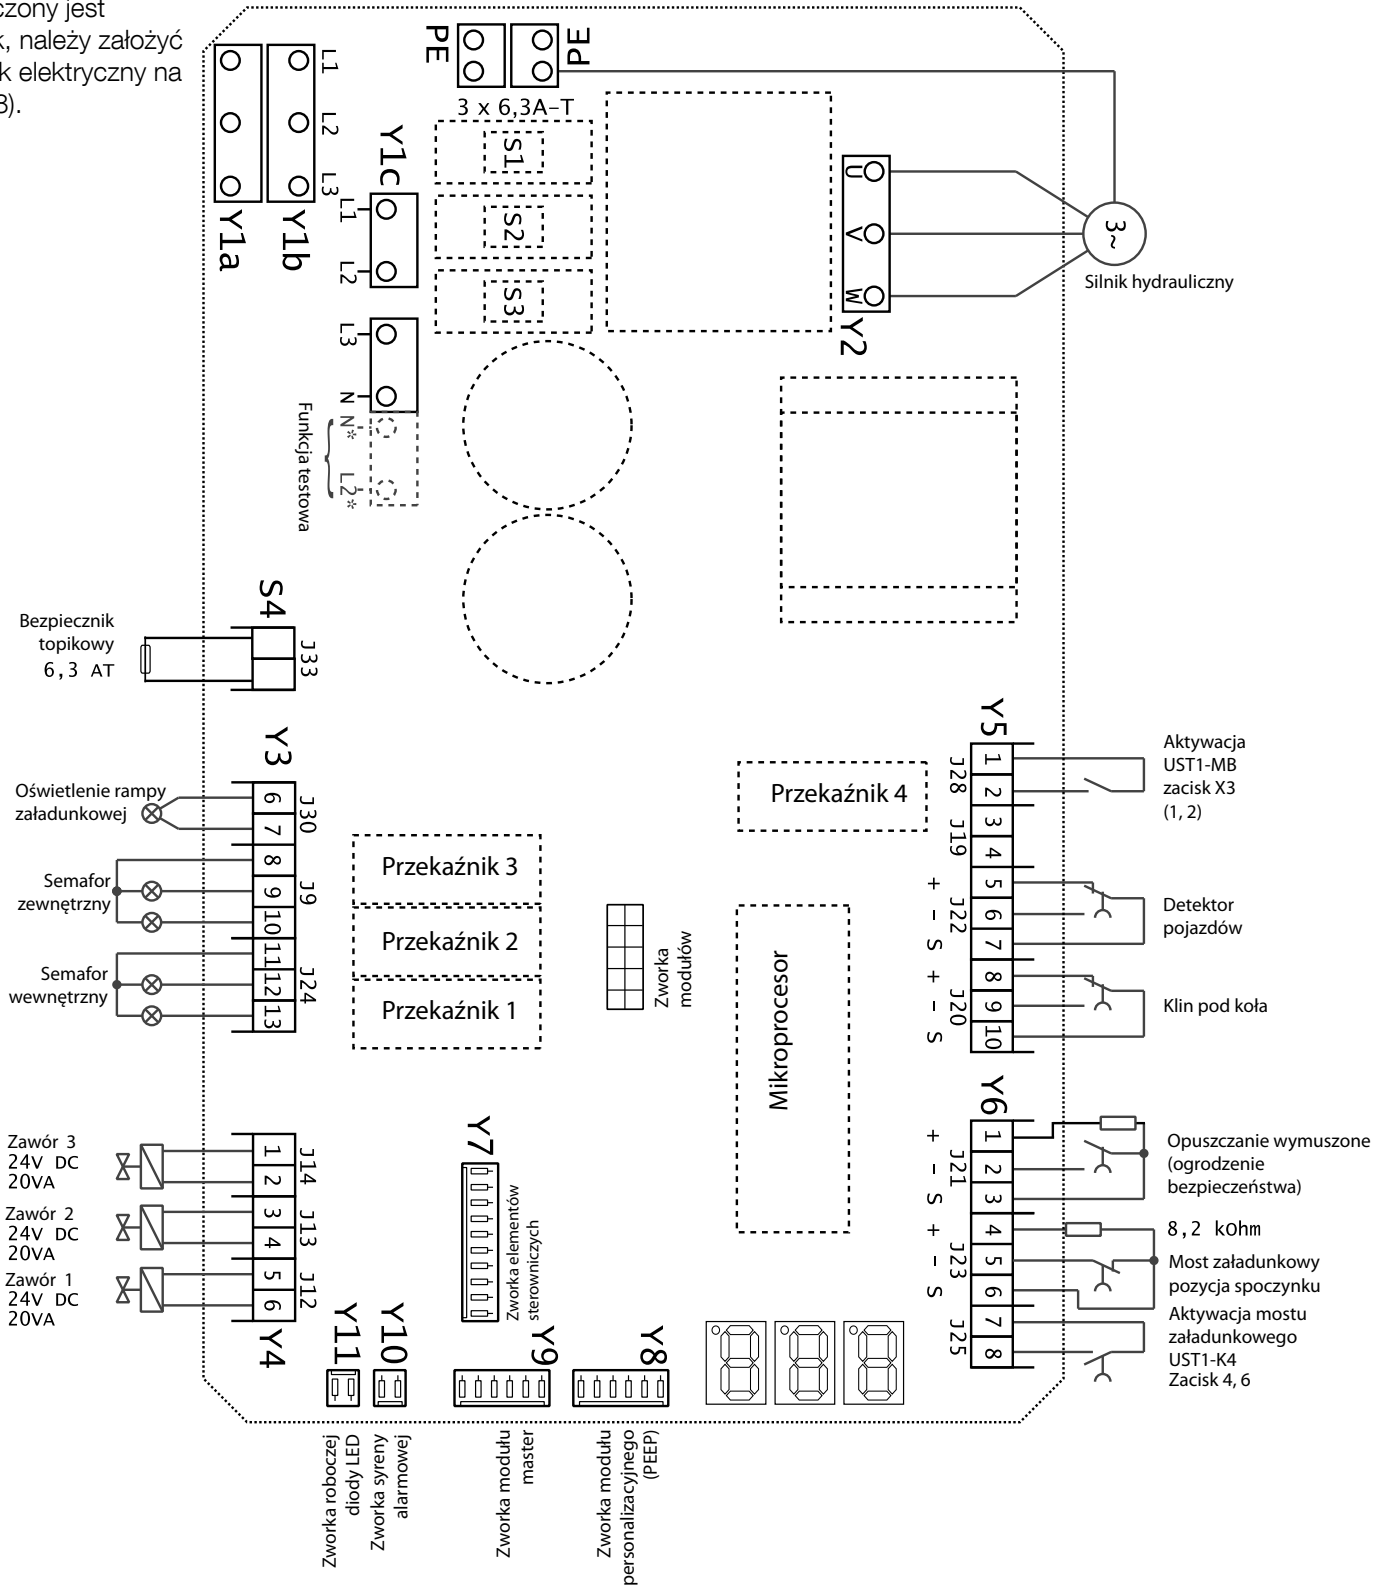 czony jest
k, należy założyć
k elektryczny na
3).
PE
PE
3 x 6,3A-T
L1
L2
L3
Y1a
Y1b
Y1c
L1
L2
L3
N
N*
L2*
Funkcja testowa
S1
S2
S3
U
V
W
Y2
3~
Silnik hydrauliczny
S4
J33
Bezpiecznik
topikowy
6,3 AT
Y3
Oświetlenie rampy
załadunkowej
6
7
J30
Semafor
zewnętrzny
8
9
10
J9
Semafor
wewnętrzny
11
12
13
J24
Przekaźnik 3
Przekaźnik 2
Przekaźnik 1
Przekaźnik 4
Zworka
modułów
Mikroprocesor
Y5
1
2
J28
3
4
J19
5
6
7
+
-
S
J22
8
9
10
+
-
S
J20
Aktywacja
UST1-MB
zacisk X3
(1, 2)
Detektor
pojazdów
Klin pod koła
Y6
1
2
3
+
-
S
J21
4
5
6
+
-
S
J23
7
8
J25
Opuszczanie wymuszone
(ogrodzenie
bezpieczeństwa)
8,2 kOhm
Most załadunkowy
pozycja spoczynku
Aktywacja mostu
załadunkowego
UST1-K4
Zacisk 4, 6
Zawór 3
24V DC
20VA
1
2
J14
Zawór 2
24V DC
20VA
3
4
J13
Zawór 1
24V DC
20VA
5
6
J12
Y4
Y7
Zworka elementów
sterowniczych
Y11
Y10
Y9
Y8
8
8
8
Zworka roboczej
diody LED
Zworka syreny
alarmowej
Zworka modułu
master
Zworka modułu
personalizacyjnego
(PEEP)